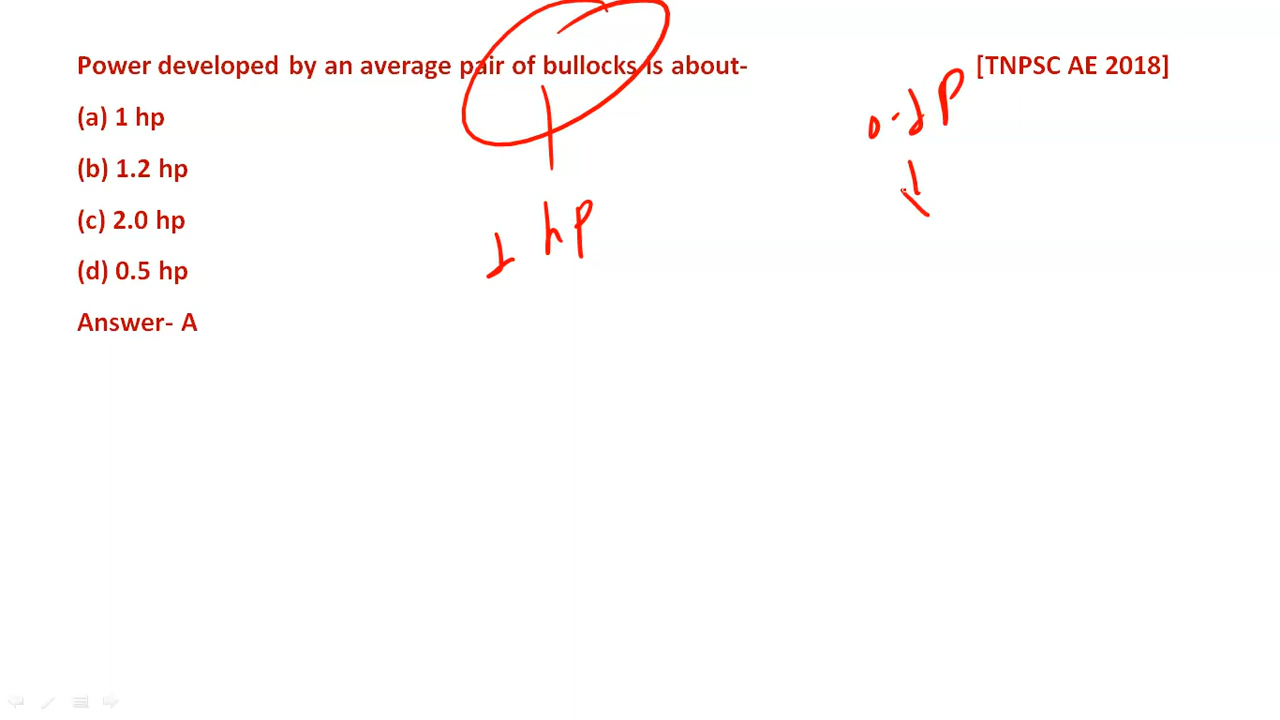 Power developed by an average pair of bullocks is about- [TNPSC AE 2018]
(a) 1 hp
(b) 1.2 hp
(c) 2.0 hp
(d) 0.5 hp
Answer- A
1 hp